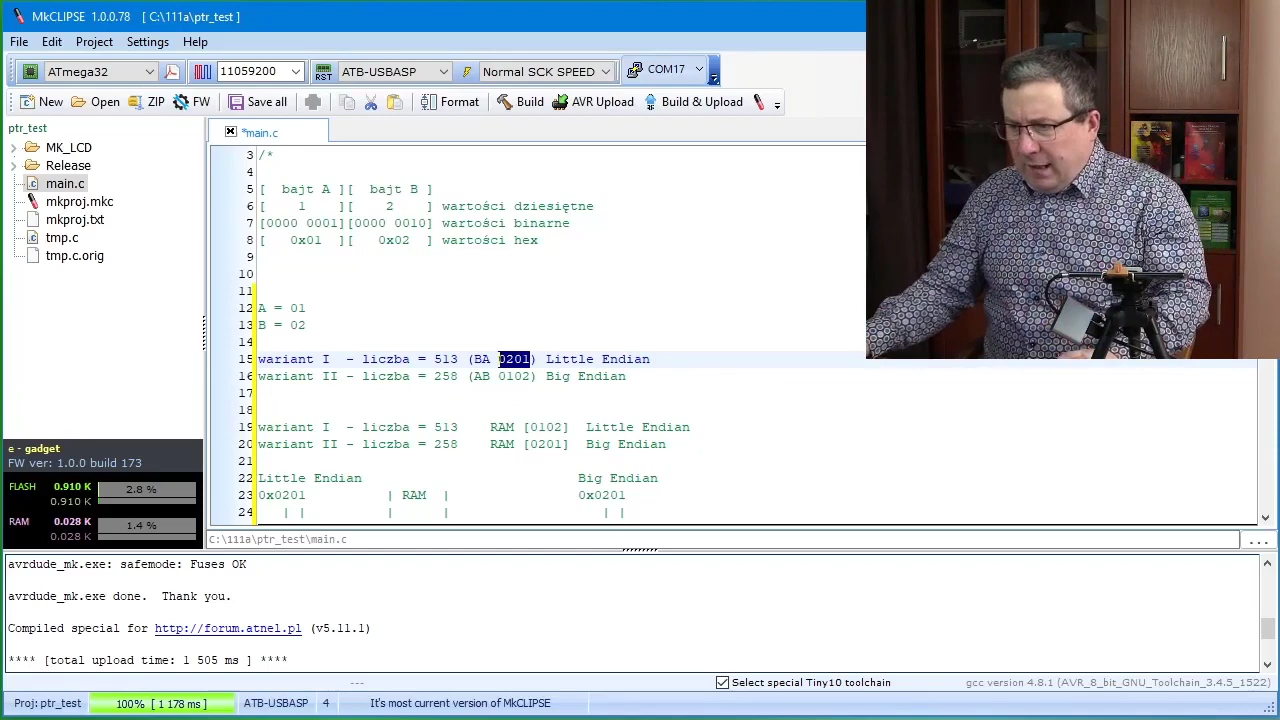 MkCLIPSE 1.0.0.78 [ C:\111a\ptr_test ]
File Edit Project Settings Help
ATmega32 11059200 RST ATB-USBASP Normal SCK SPEED COM17
New Open ZIP FW Save all Format Build AVR Upload Build & Upload
ptr_test
MK_LCD
Release
main.c
mkproj.mkc
mkproj.txt
tmp.c
tmp.c.orig
*main.c
3 /*
4
5 [ bajt A ][ bajt B ]
6 [ 1 ][ 2 ] wartości dziesiętne
7 [0000 0001][0000 0010] wartości binarne
8 [ 0x01 ][ 0x02 ] wartości hex
9
10
11
12 A = 01
13 B = 02
14
15 wariant I - liczba = 513 (BA 0201) Little Endian
16 wariant II - liczba = 258 (AB 0102) Big Endian
17
18
19 wariant I - liczba = 513 RAM [0102] Little Endian
20 wariant II - liczba = 258 RAM [0201] Big Endian
21
22 Little Endian Big Endian
23 0x0201 | RAM | 0x0201
24 | | | | | |
C:\111a\ptr_test\main.c ...
e - gadget
FW ver: 1.0.0 build 173
FLASH 0.910 K 2.8 %
0.910 K
RAM 0.028 K 1.4 %
0.028 K
avrdude_mk.exe: safemode: Fuses OK
avrdude_mk.exe done. Thank you.
Compiled special for http://forum.atnel.pl (v5.11.1)
**** [total upload time: 1 505 ms ] ****
--- Select special Tiny10 toolchain gcc version 4.8.1 (AVR_8_bit_GNU_Toolchain_3.4.5_1522)
Proj: ptr_test 100% [ 1 178 ms ] ATB-USBASP 4 It's most current version of MkCLIPSE